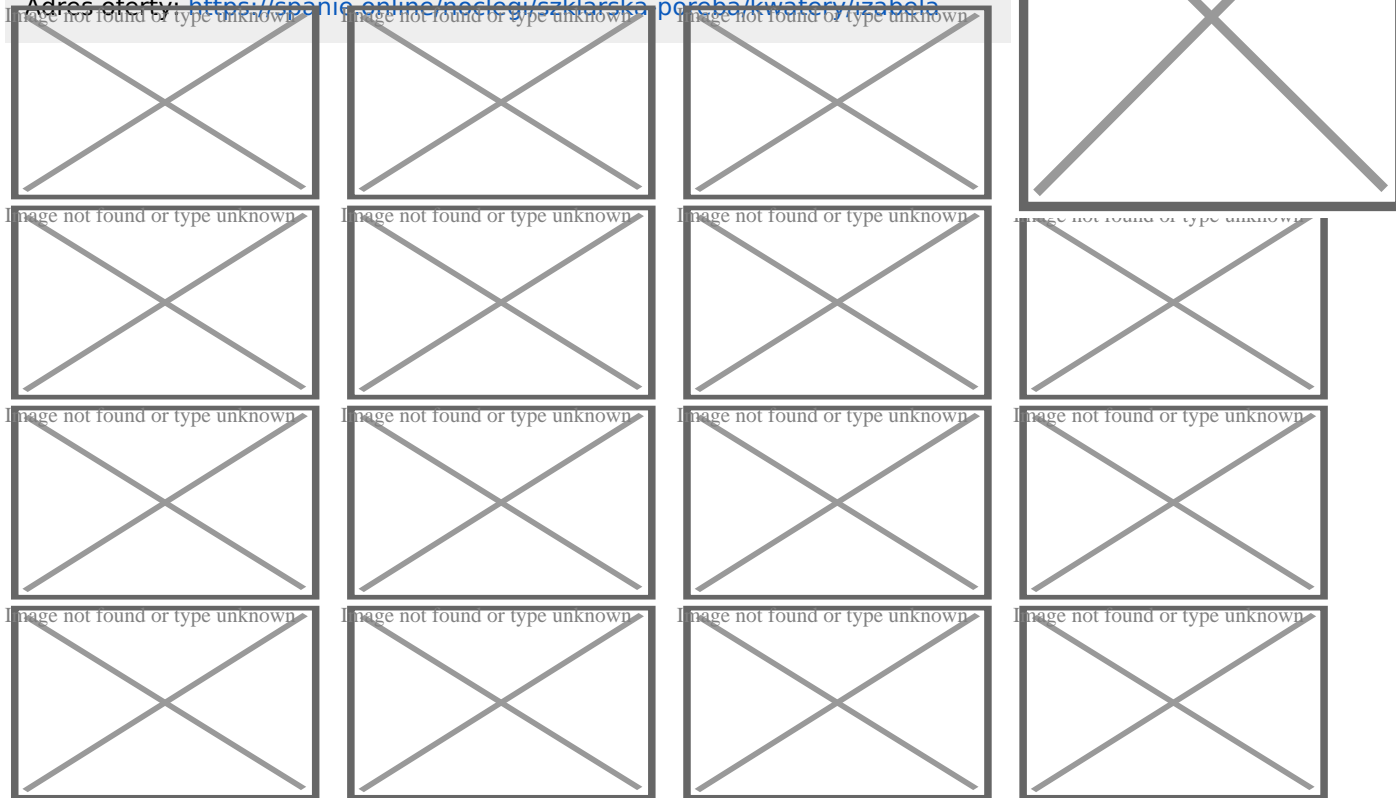 Adres oferty: https://spanie.online/noclegi/szklarska-poreba/kwatery/izabela
Image not found or type unknown Image not found or type unknown Image not found or type unknown
Image not found or type unknown Image not found or type unknown Image not found or type unknown Image not found or type unknown
Image not found or type unknown Image not found or type unknown Image not found or type unknown Image not found or type unknown
Image not found or type unknown Image not found or type unknown Image not found or type unknown Image not found or type unknown